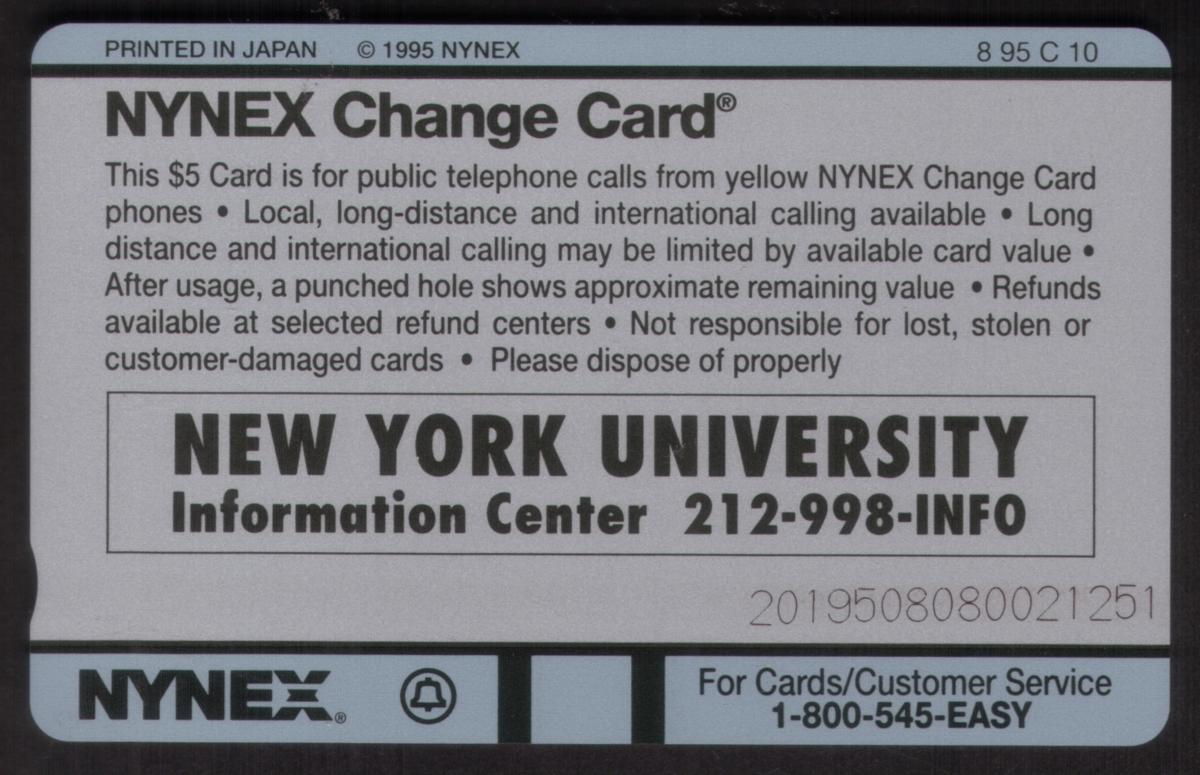 PRINTED IN JAPAN © 1995 NYNEX 8 95 C 10
NYNEX Change Card®
This $5 Card is for public telephone calls from yellow NYNEX Change Card
phones • Local, long-distance and international calling available • Long
distance and international calling may be limited by available card value •
After usage, a punched hole shows approximate remaining value • Refunds
available at selected refund centers • Not responsible for lost, stolen or
customer-damaged cards • Please dispose of properly
NEW YORK UNIVERSITY
Information Center 212-998-INFO
2019508080021251
NYNEX®
For Cards/Customer Service
1-800-545-EASY